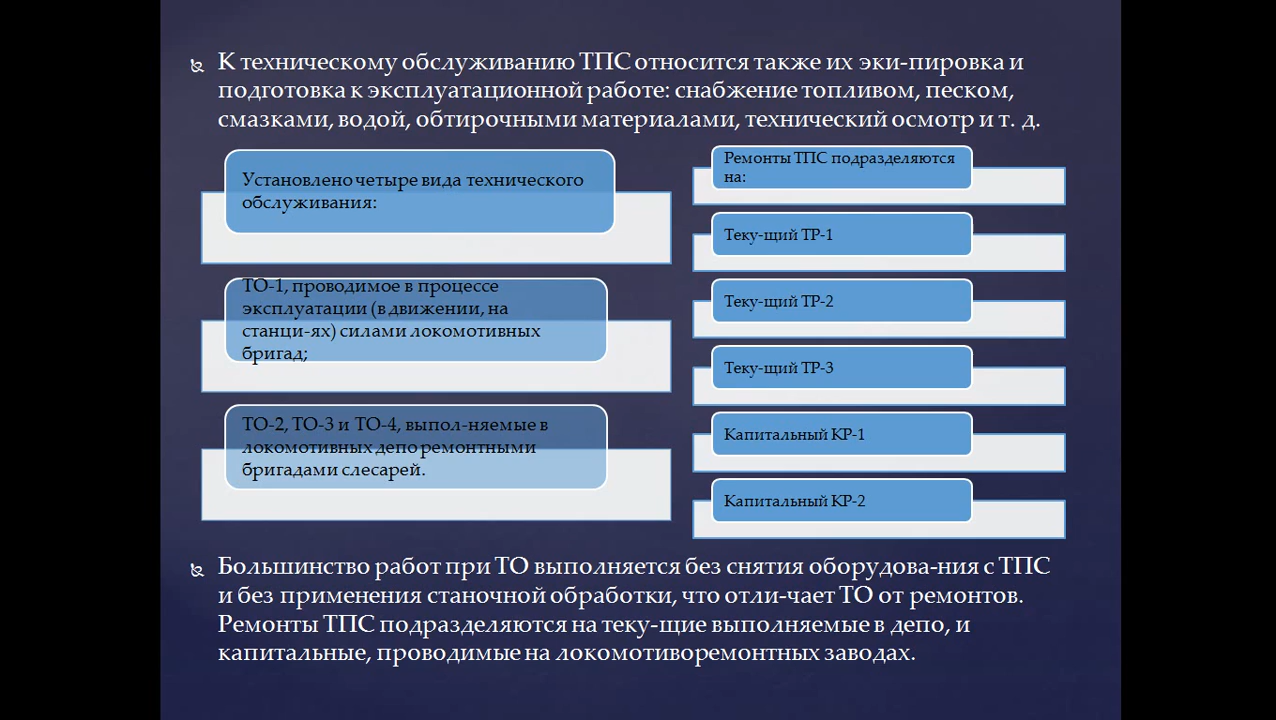 К техническому обслуживанию ТПС относится также их эки-пировка и
подготовка к эксплуатационной работе: снабжение топливом, песком,
смазками, водой, обтирочными материалами, технический осмотр и т. д.
Установлено четыре вида технического
обслуживания:
ТО-1, проводимое в процессе
эксплуатации (в движении, на
станци-ях) силами локомотивных
бригад;
ТО-2, ТО-3 и ТО-4, выпол-няемые в
локомотивных депо ремонтными
бригадами слесарей.
Ремонты ТПС подразделяются
на:
Теку-щий ТР-1
Теку-щий ТР-2
Теку-щий ТР-3
Капитальный КР-1
Капитальный КР-2
Большинство работ при ТО выполняется без снятия оборудова-ния с ТПС
и без применения станочной обработки, что отли-чает ТО от ремонтов.
Ремонты ТПС подразделяются на теку-щие выполняемые в депо, и
капитальные, проводимые на локомотиворемонтных заводах.